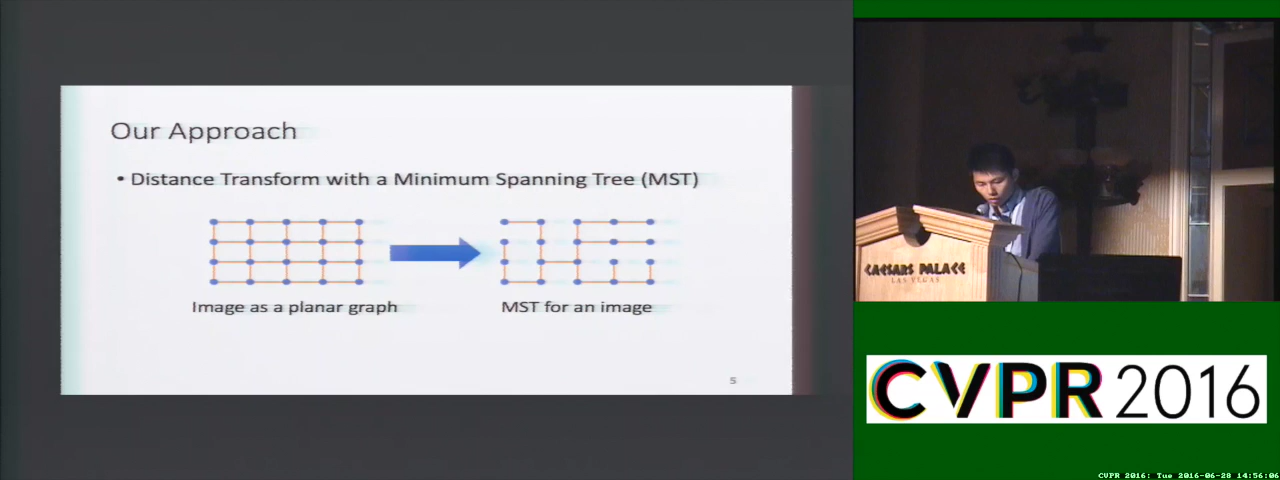 Our Approach
• Distance Transform with a Minimum Spanning Tree (MST)
Image as a planar graph
MST for an image
5
CAESARS PALACE
LAS VEGAS
CVPR 2016
CVPR 2016: Tue 2016-06-28 14:56:06